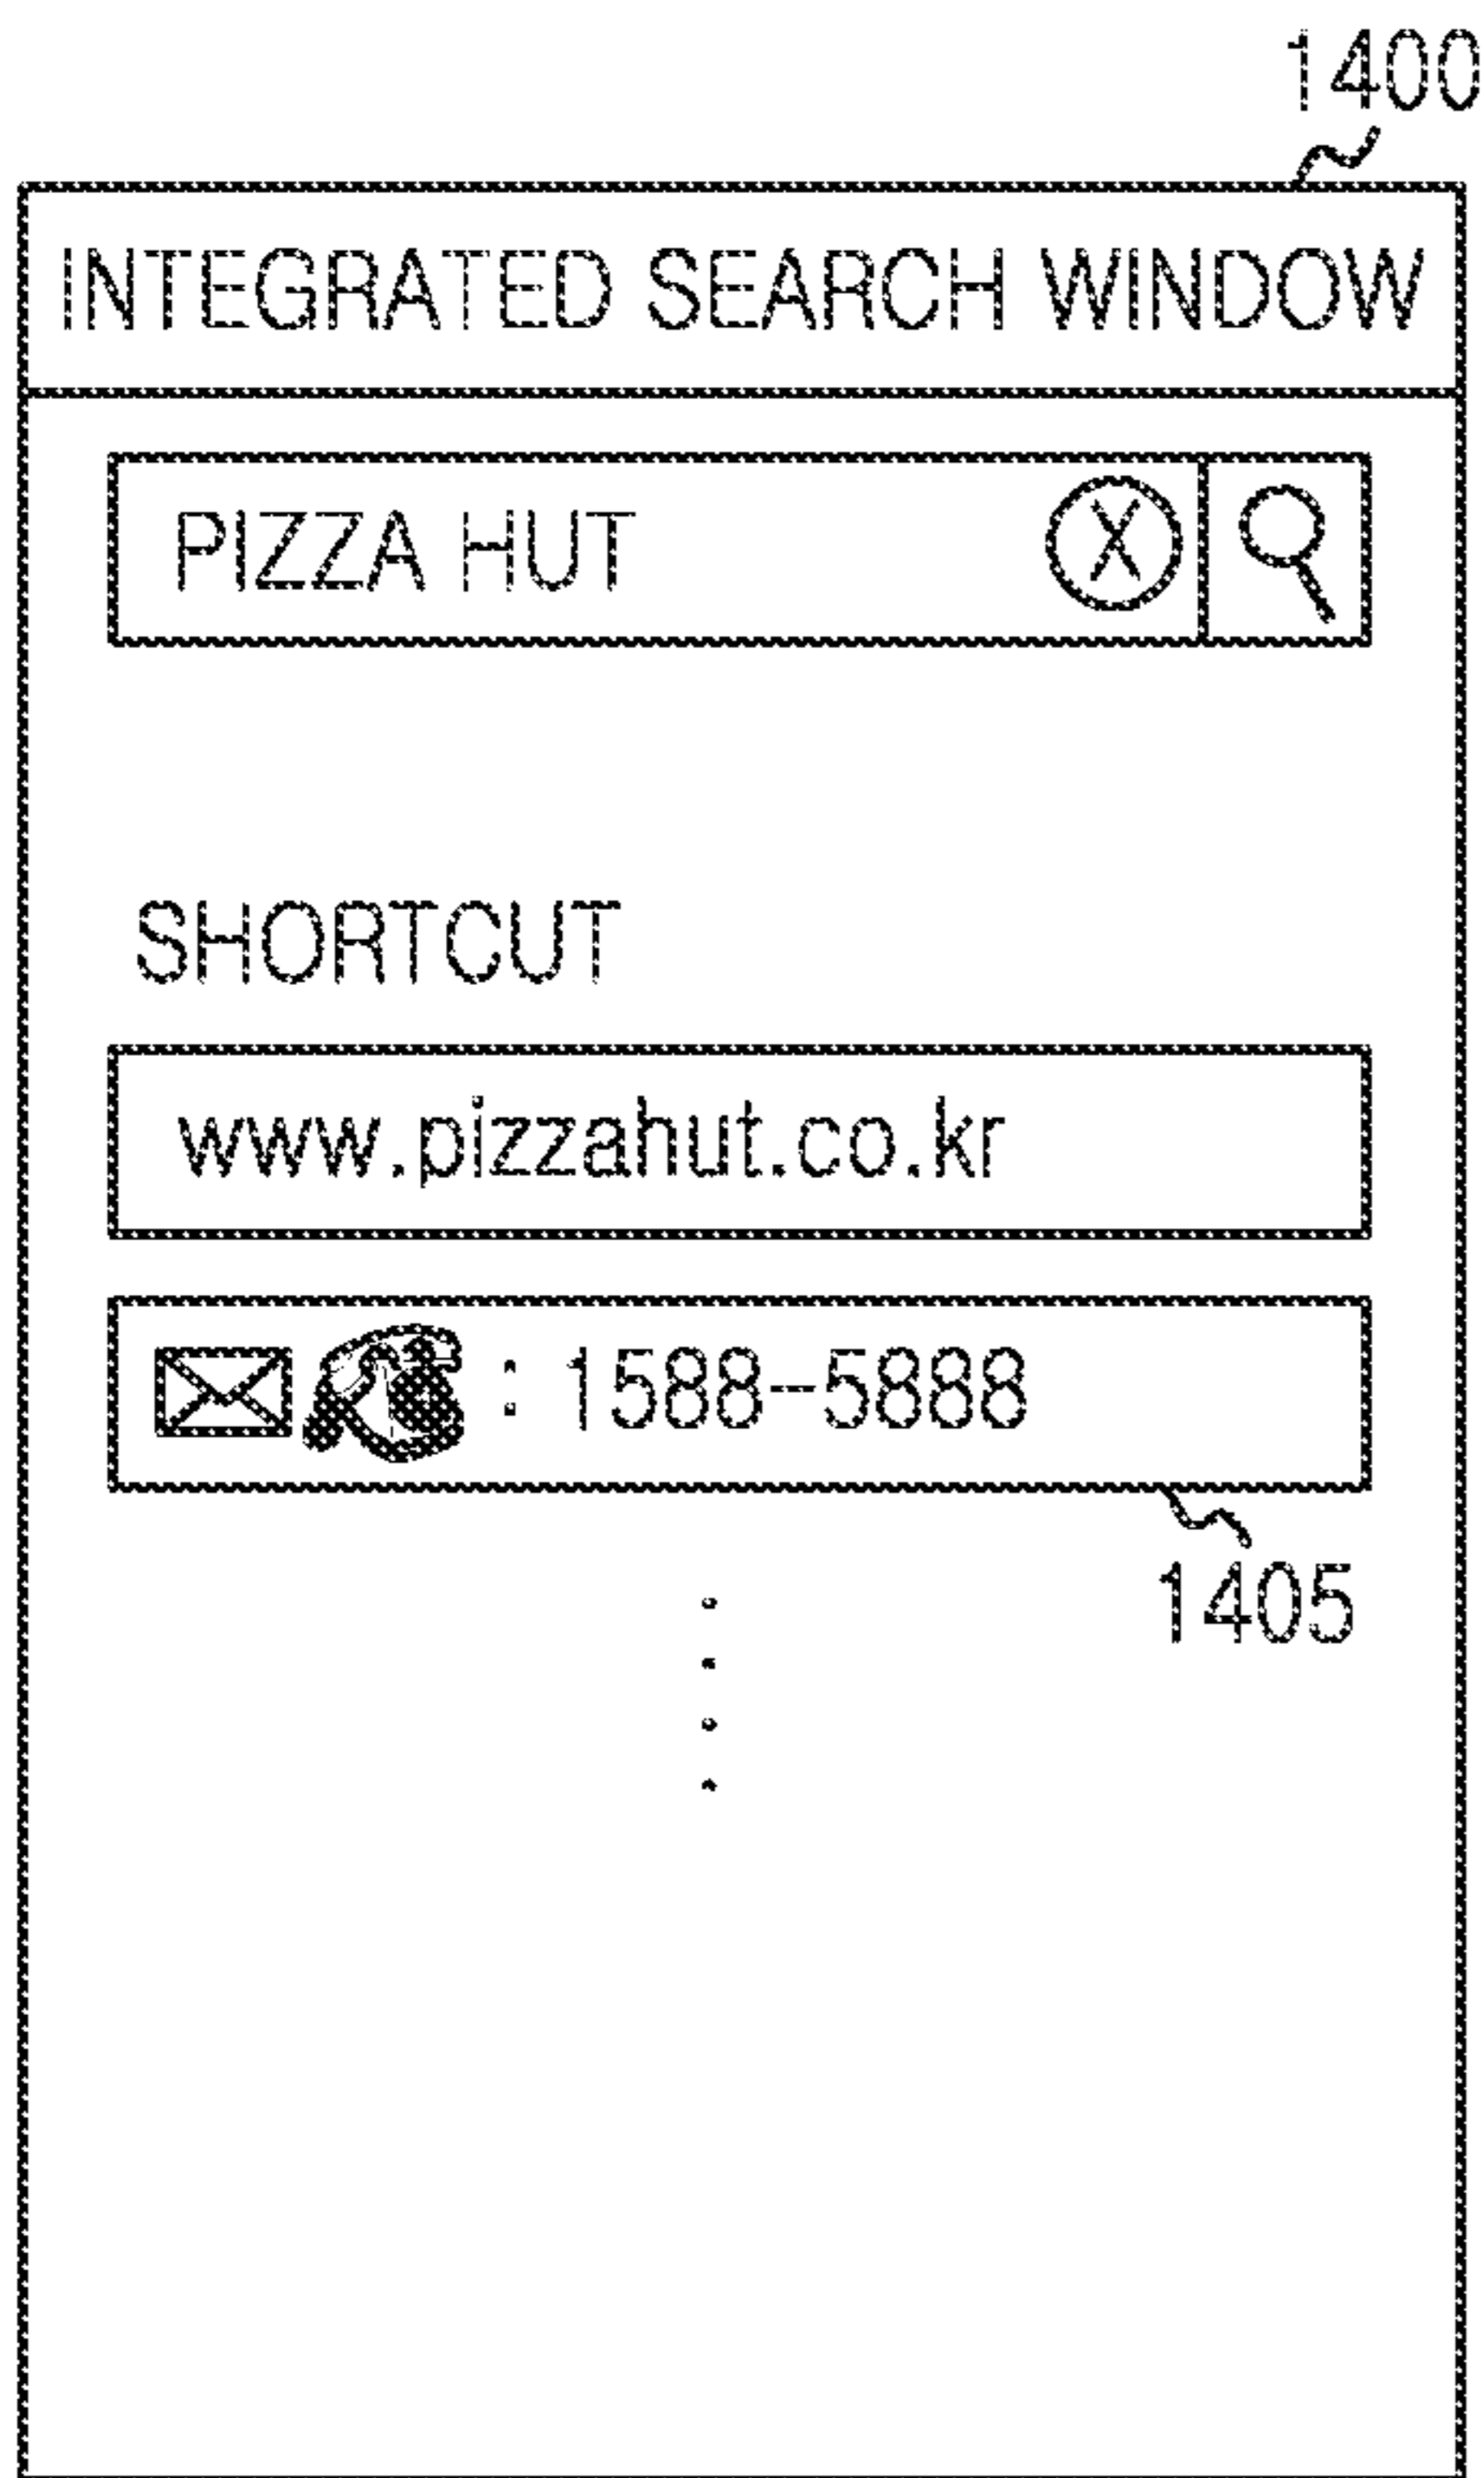 1400
INTEGRATED SEARCH WINDOW
PIZZA HUT X
SHORTCUT
www.pizzahut.co.kr
: 1588-5888
1405